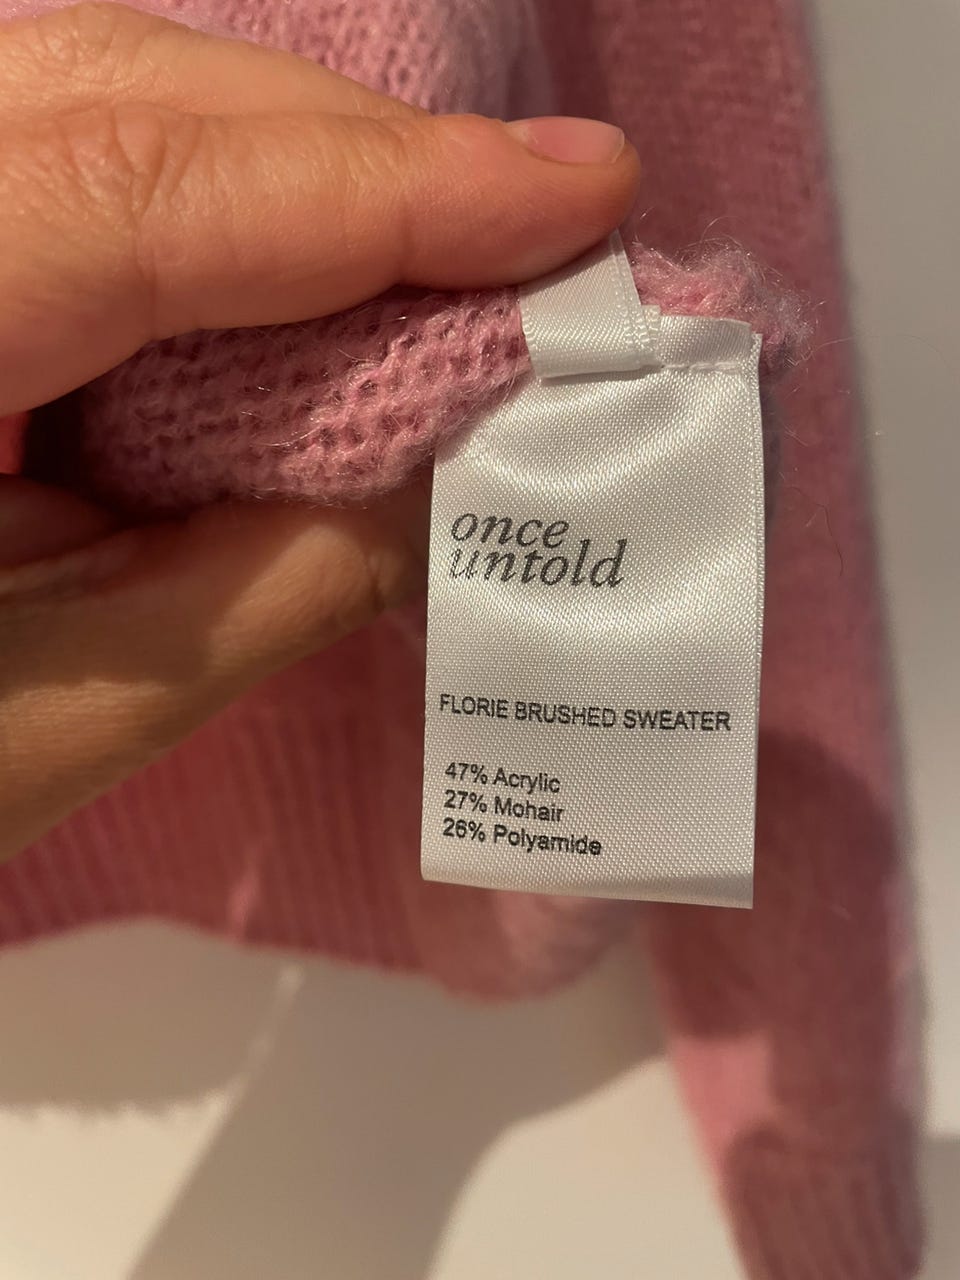 once
untold
FLORIE BRUSHED SWEATER
47% Acrylic
27% Mohair
26% Polyamide